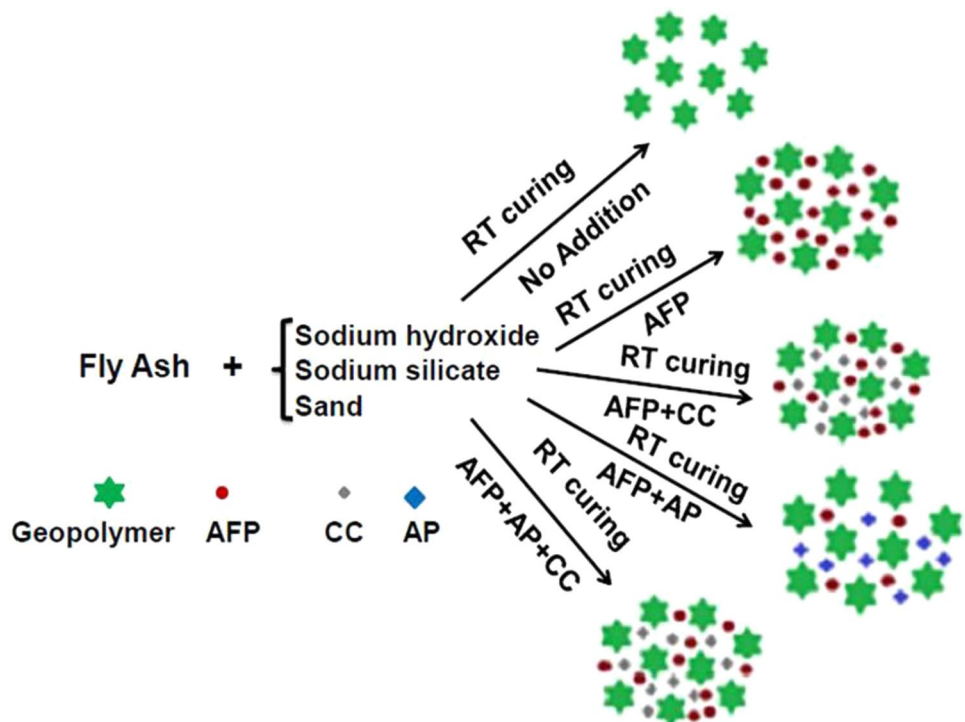 RT curing
No Addition
RT curing
AFP
Sodium hydroxide
Fly Ash + Sodium silicate
Sand
RT curing
AFP+CC
RT curing
AFP+AP
RT curing
AFP+AP+CC
Geopolymer AFP CC AP